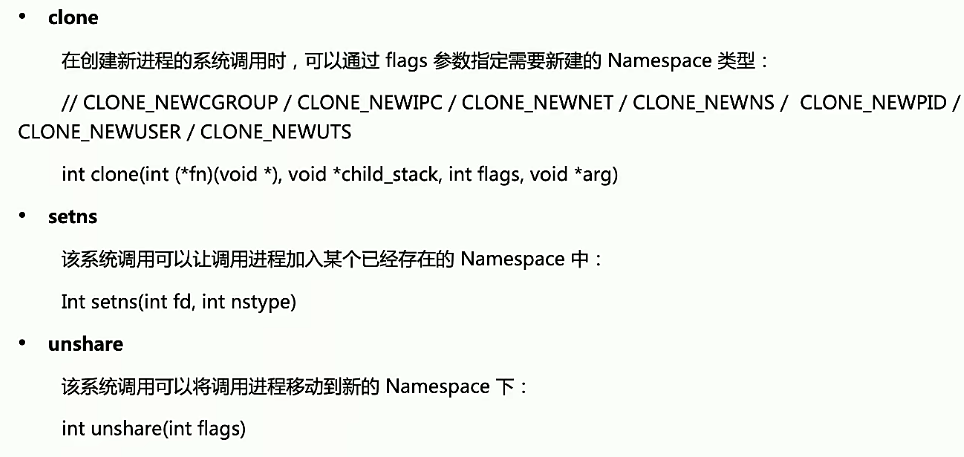 • clone
在创建新进程的系统调用时，可以通过 flags 参数指定需要新建的 Namespace 类型：
// CLONE_NEWCGROUP / CLONE_NEWIPC / CLONE_NEWNET / CLONE_NEWNS / CLONE_NEWPID /
CLONE_NEWUSER / CLONE_NEWUTS
int clone(int (*fn)(void *), void *child_stack, int flags, void *arg)
• setns
该系统调用可以让调用进程加入某个已经存在的 Namespace 中：
Int setns(int fd, int nstype)
• unshare
该系统调用可以将调用进程移动到新的 Namespace 下：
int unshare(int flags)